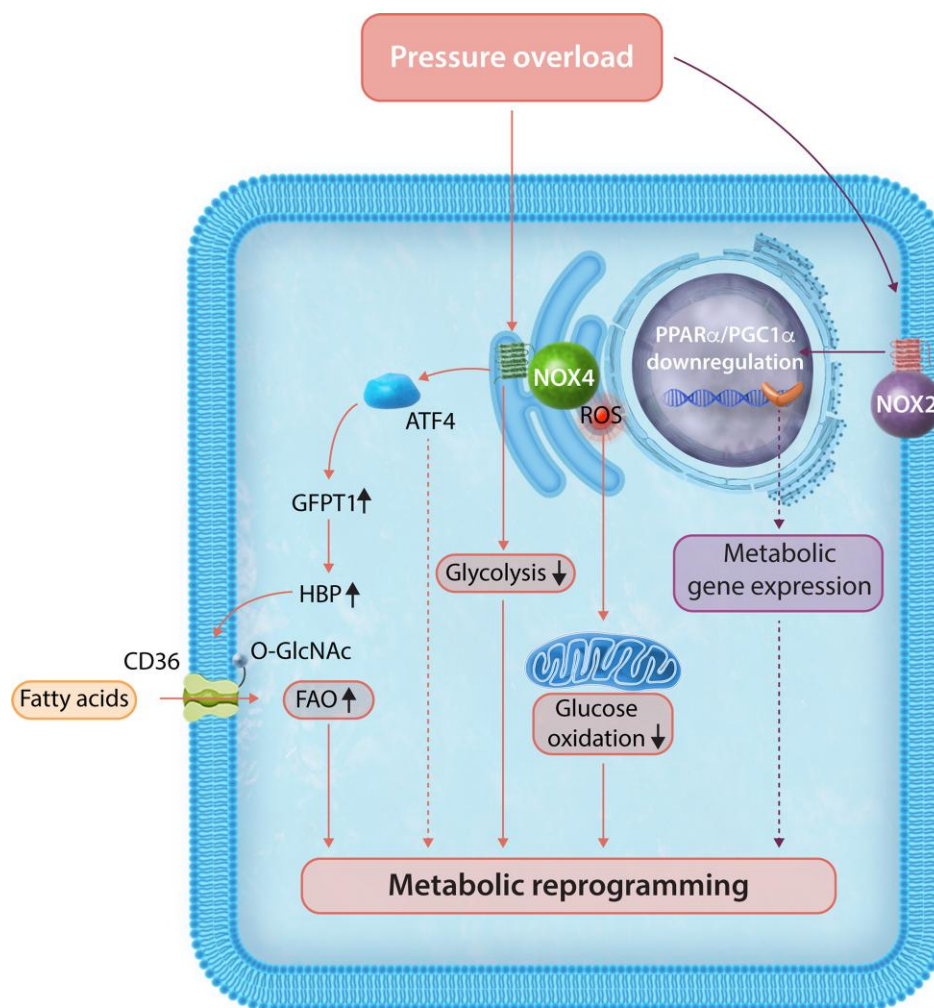 Pressure overload
PPARα/PGC1α
downregulation
NOX4
NOX2
ROS
ATF4
GFPT1↑
Glycolysis ↓
Metabolic
gene expression
HBP ↑
O-GlcNAc
CD36
Fatty acids
FAO ↑
Glucose
oxidation ↓
Metabolic reprogramming